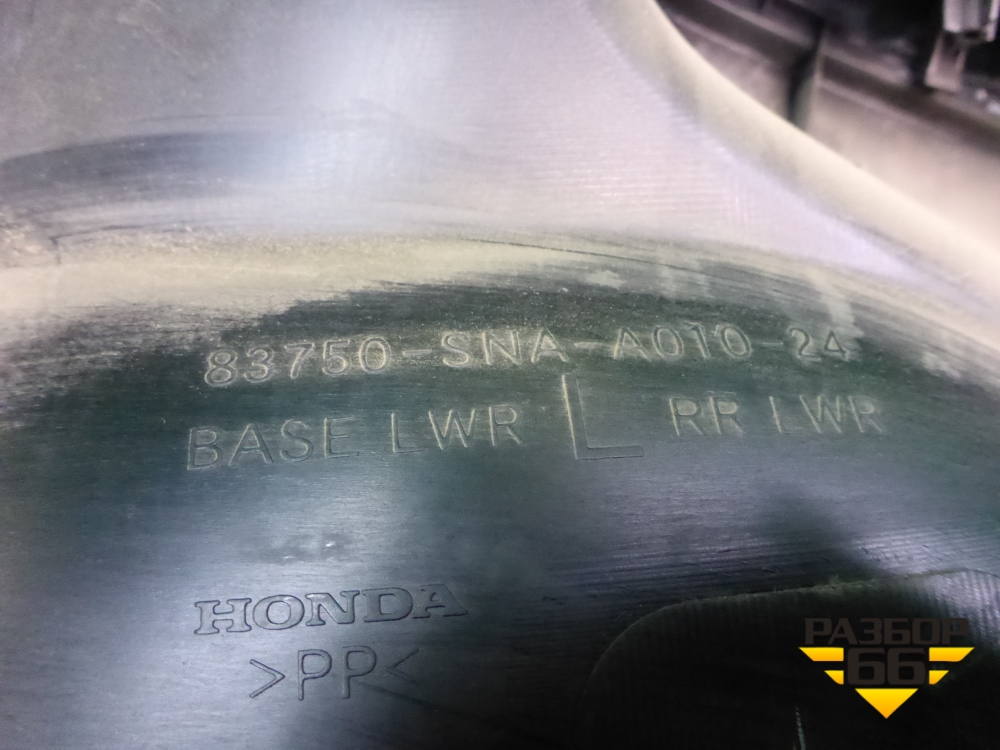 83750-SNA-A010-24
BASE LWR L RR LWR
HONDA
>PP<
РАЗБОР
66